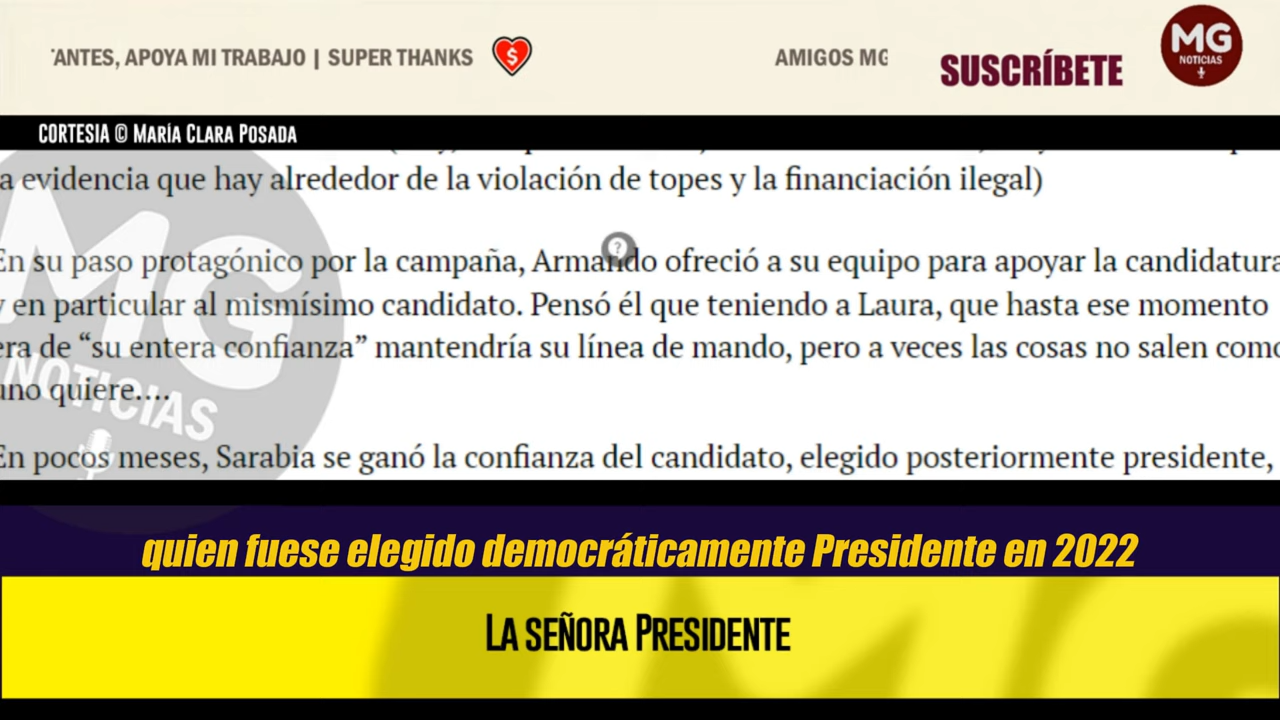 TANTES, APOYA MI TRABAJO | SUPER THANKS
AMIGOS MG
SUSCRÍBETE
MG
NOTICIAS
CORTESIA © MARÍA CLARA POSADA
a evidencia que hay alrededor de la violación de topes y la financiación ilegal)
En su paso protagónico por la campaña, Armando ofreció a su equipo para apoyar la candidatura
y en particular al mismísimo candidato. Pensó él que teniendo a Laura, que hasta ese momento
era de “su entera confianza” mantendría su línea de mando, pero a veces las cosas no salen como
uno quiere....
En pocos meses, Sarabia se ganó la confianza del candidato, elegido posteriormente presidente,
MG
NOTICIAS
quien fuese elegido democráticamente Presidente en 2022
LA SEÑORA PRESIDENTE